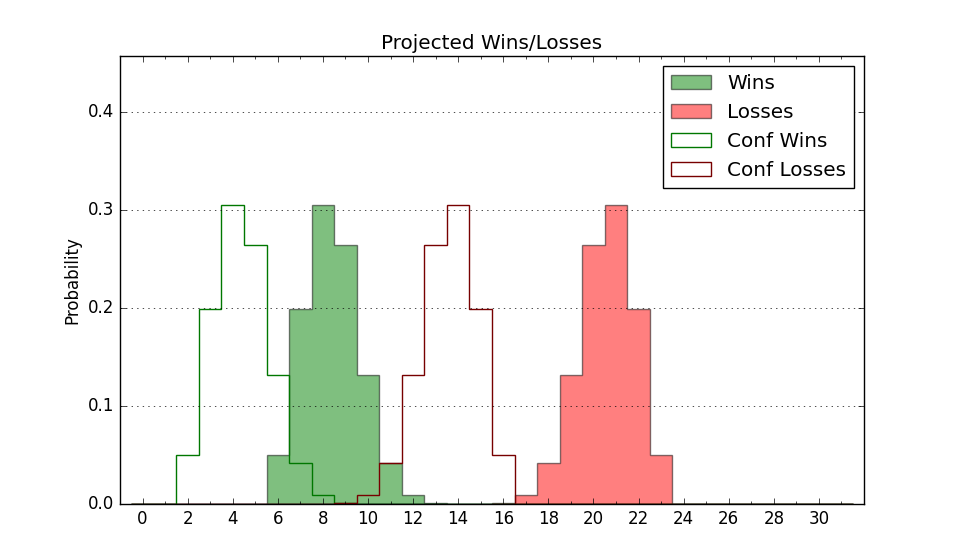 Projected Wins/Losses
Wins
Losses
Conf Wins
Conf Losses
Probability
0.4
0.3
0.2
0.1
0.0
0 2 4 6 8 10 12 14 16 18 20 22 24 26 28 30